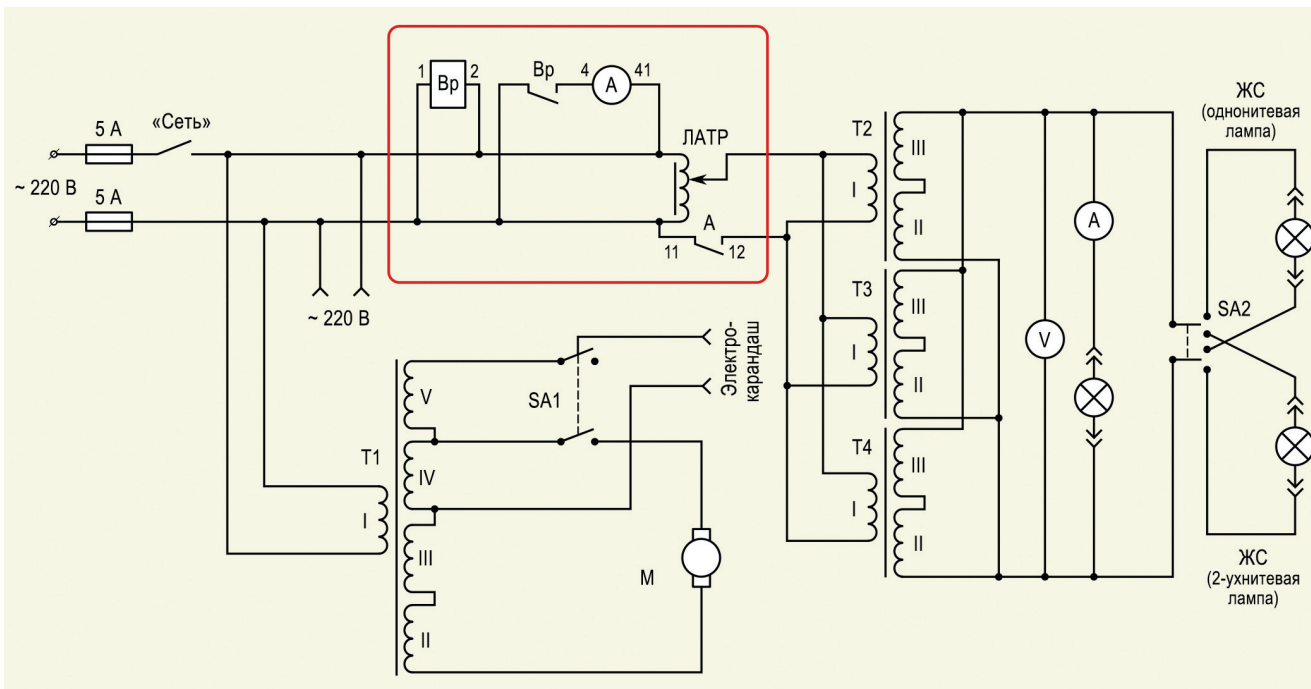 1
2
Вр
Вр
4
41
А
5 А
«Сеть»
ЛАТР
~ 220 В
5 А
А
11
12
~ 220 В
Т2
I
III
II
Т3
I
III
II
Т4
I
III
II
А
V
ЖС
(однонитевая
лампа)
SA2
ЖС
(2-ухнитевая
лампа)
Электро-
карандаш
SA1
Т1
I
V
IV
III
II
М